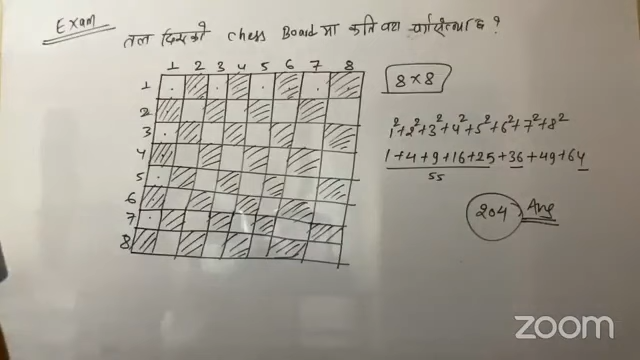 Exam
तल दिएको chess Board मा कति वटा वर्गहरू छ ?
1 2 3 4 5 6 7 8
1
2
3
4
5
6
7
8
8 × 8
1²+2²+3²+4²+5²+6²+7²+8²
1+4+9+16+25+36+49+64
55
204 Ans
zoom